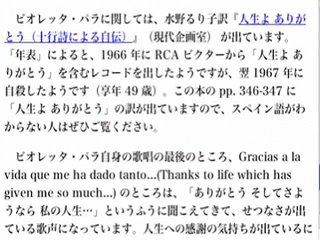 ビオレッタ・パラに関しては、水野るり子訳『人生よ ありが
とう（十行詩による自伝）』（現代企画室）が出ています。
「年表」によると、1966 年に RCA ビクターから「人生よ あ
りがとう」を含むレコードを出したようですが、翌 1967 年に
自殺したようです（享年 49 歳）。この本の pp. 346-347 に
「人生よ ありがとう」の訳が出ていますので、スペイン語がわ
からない人はぜひご覧ください。
ビオレッタ・パラ自身の歌唱の最後のところ、Gracias a la
vida que me ha dado tanto...(Thanks to life which has
given me so much...) のところは、「ありがとう そしてさよ
うなら 私の人生…」というふうに聞こえてきて、せつなさが出
ている歌声になっています。人生への感謝の気持ちが出ているに